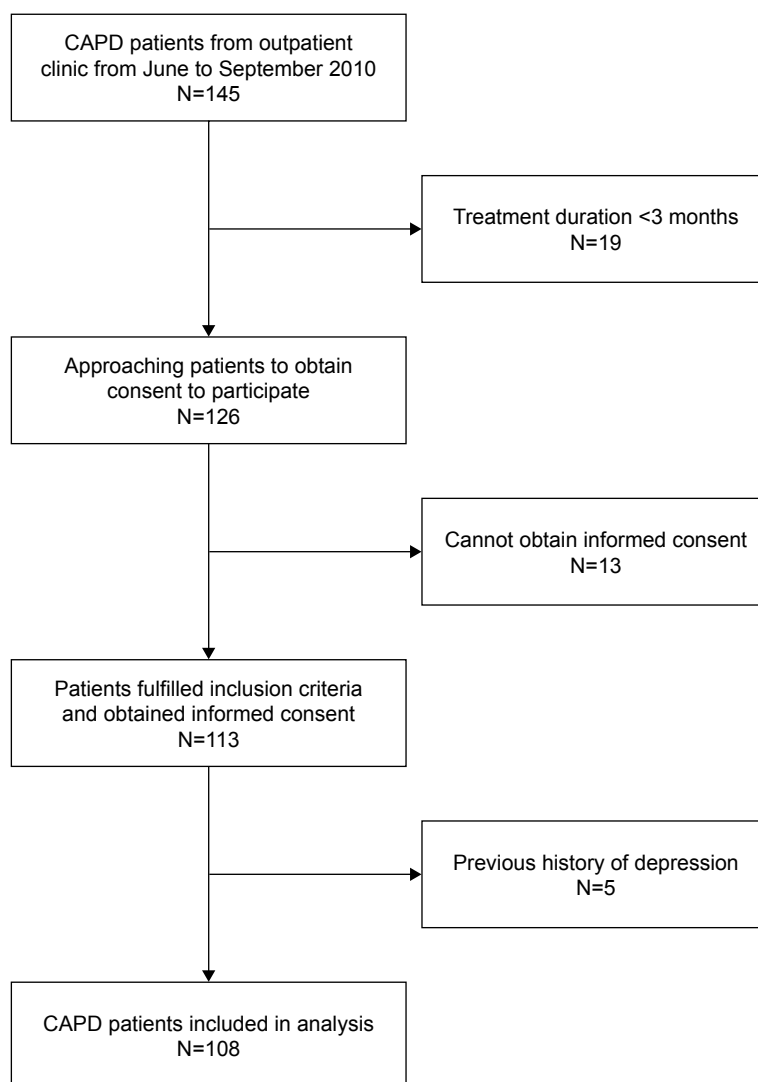 CAPD patients from outpatient
clinic from June to September 2010
N=145
Treatment duration <3 months
N=19
Approaching patients to obtain
consent to participate
N=126
Cannot obtain informed consent
N=13
Patients fulfilled inclusion criteria
and obtained informed consent
N=113
Previous history of depression
N=5
CAPD patients included in analysis
N=108